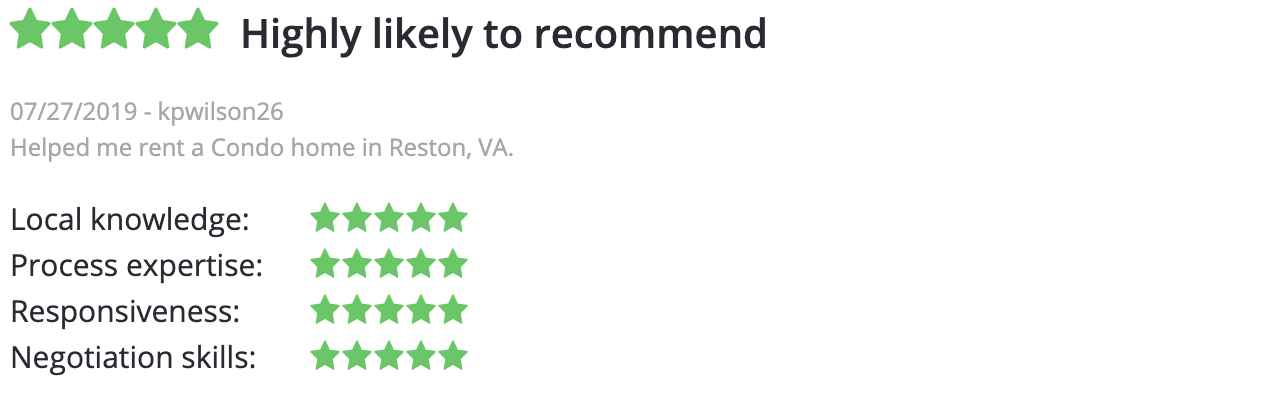 Highly likely to recommend
07/27/2019 - kpwilson26
Helped me rent a Condo home in Reston, VA.
Local knowledge:
Process expertise:
Responsiveness:
Negotiation skills: